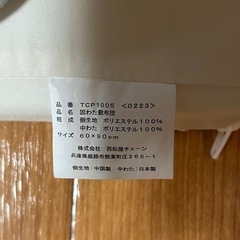 品番 TCP1005 <0223>
品名 固わた敷布団
組成 側生地 ポリエステル100%
中わた ポリエステル100%
サイズ 60×90cm
株式会社 西松屋チェーン
兵庫県姫路市飾東町庄266-1
側生地:中国製 中わた:日本製